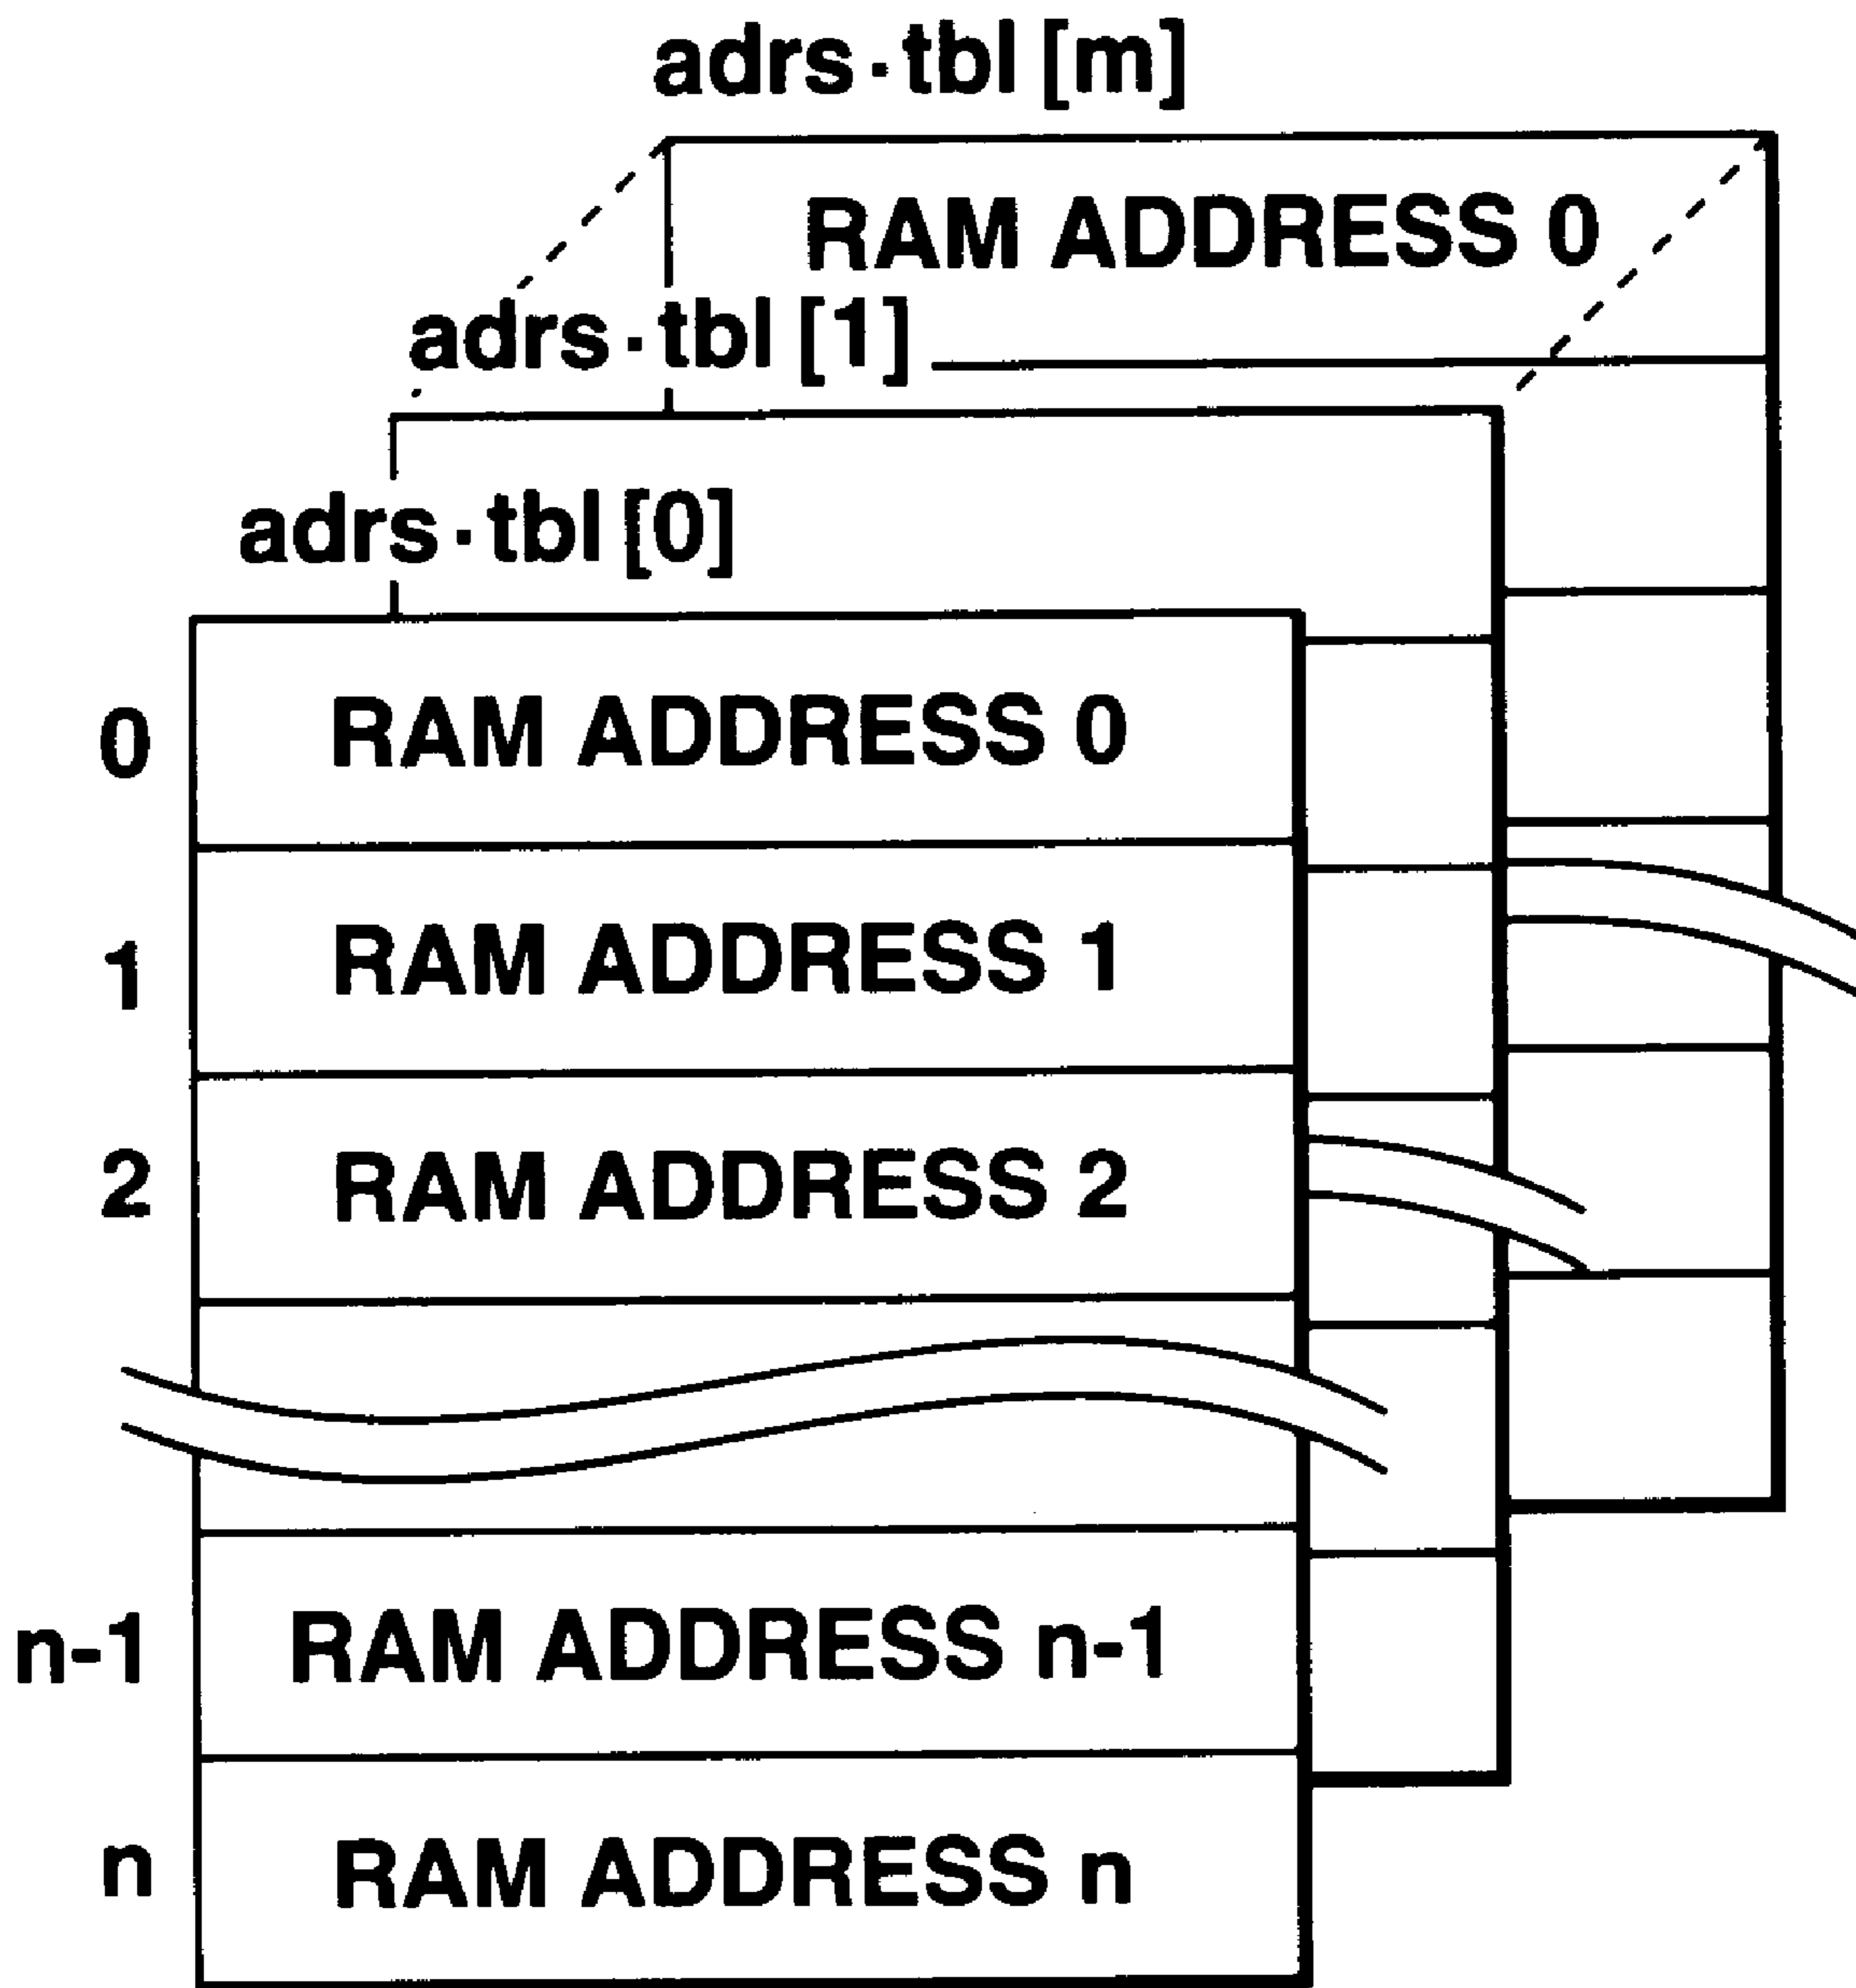 adrs·tbl [m]
RAM ADDRESS 0
adrs·tbl [1]
adrs·tbl [0]
0 RAM ADDRESS 0
1 RAM ADDRESS 1
2 RAM ADDRESS 2
n-1 RAM ADDRESS n-1
n RAM ADDRESS n